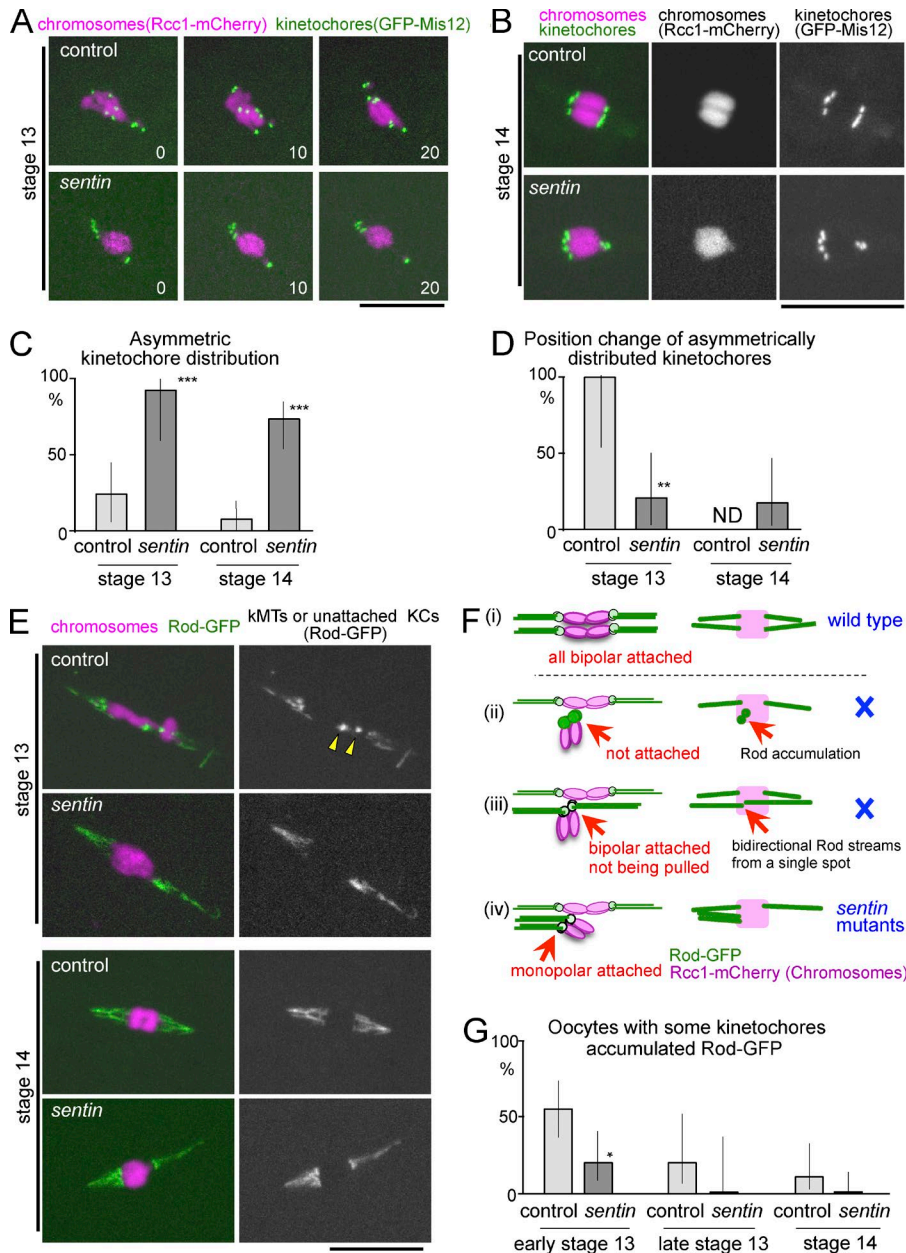 A
chromosomes(Rcc1-mCherry) kinetochores(GFP-Mis12)
stage 13
control
0
10
20
sentin
0
10
20
B
chromosomes
kinetochores
chromosomes
(Rcc1-mCherry)
kinetochores
(GFP-Mis12)
stage 14
control
sentin
C
Asymmetric
kinetochore distribution
100
%
50
0
***
***
control sentin control sentin
stage 13 stage 14
D
Position change of asymmetrically
distributed kinetochores
100
%
50
0
**
ND
control sentin control sentin
stage 13 stage 14
E
chromosomes Rod-GFP
kMTs or unattached KCs
(Rod-GFP)
stage 13
control
sentin
stage 14
control
sentin
F
(i)
wild type
all bipolar attached
(ii)
X
not attached
Rod accumulation
(iii)
X
bipolar attached
not being pulled
bidirectional Rod streams
from a single spot
(iv)
sentin
mutants
monopolar attached
Rod-GFP
Rcc1-mCherry (Chromosomes)
G
Oocytes with some kinetochores
accumulated Rod-GFP
100
%
50
0
*
control sentin control sentin control sentin
early stage 13 late stage 13 stage 14